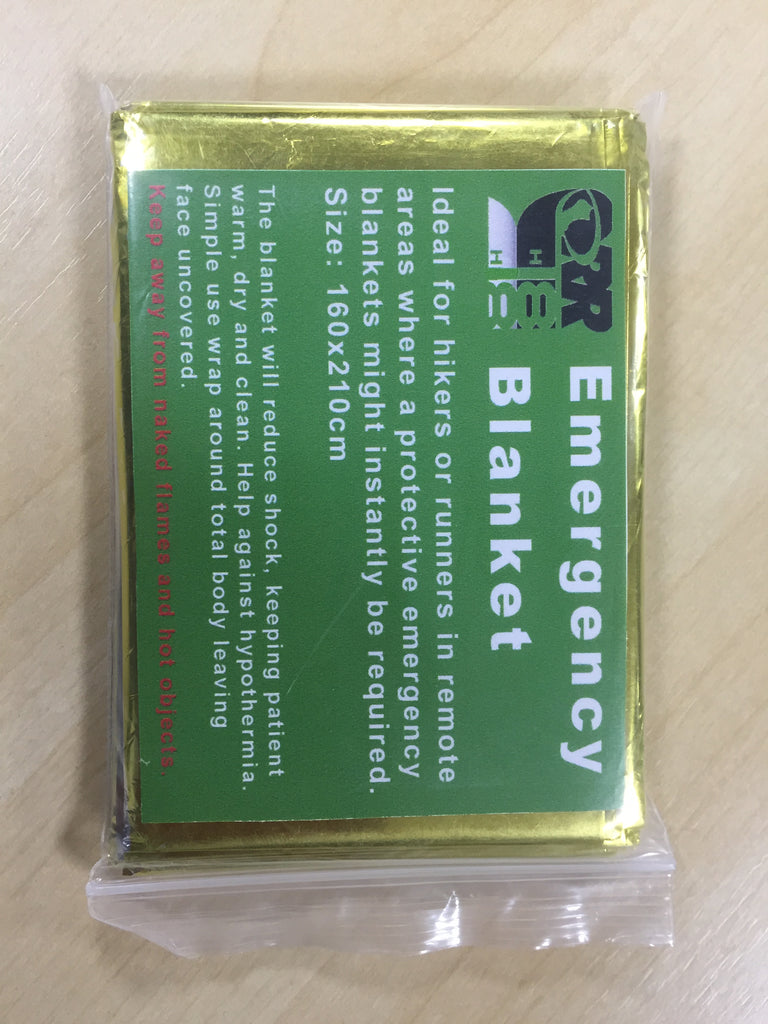 Emergency
Blanket
Ideal for hikers or runners in remote
areas where a protective emergency
blankets might instantly be required.
Size: 160x210cm
The blanket will reduce shock, keeping patient
warm, dry and clean. Help against hypothermia.
Simple use wrap around total body leaving
face uncovered.
Keep away from naked flames and hot objects.